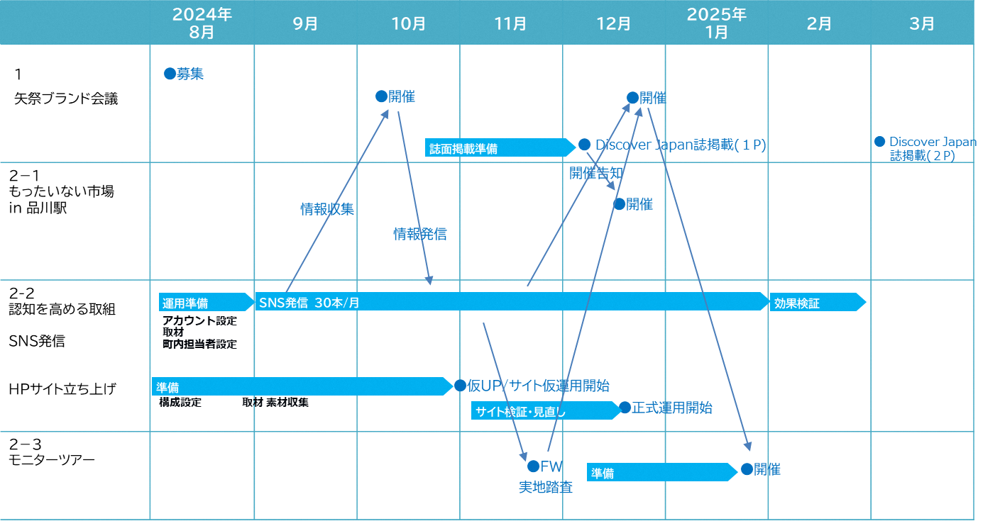 2024年
8月
9月
10月
11月
12月
2025年
1月
2月
3月
1
矢祭ブランド会議
●募集
●開催
●開催
誌面掲載準備
● Discover Japan誌掲載(１P)
● Discover Japan
誌掲載(２P)
2－1
もったいない市場
in 品川駅
開催告知
●開催
情報収集
情報発信
2-2
認知を高める取組
SNS発信
運用準備
アカウント設定
取材
町内担当者設定
SNS発信 30本/月
効果検証
HPサイト立ち上げ
準備
構成設定
取材 素材収集
●仮UP/サイト仮運用開始
サイト検証・見直し
●正式運用開始
2－3
モニターツアー
●FW
実地踏査
準備
●開催